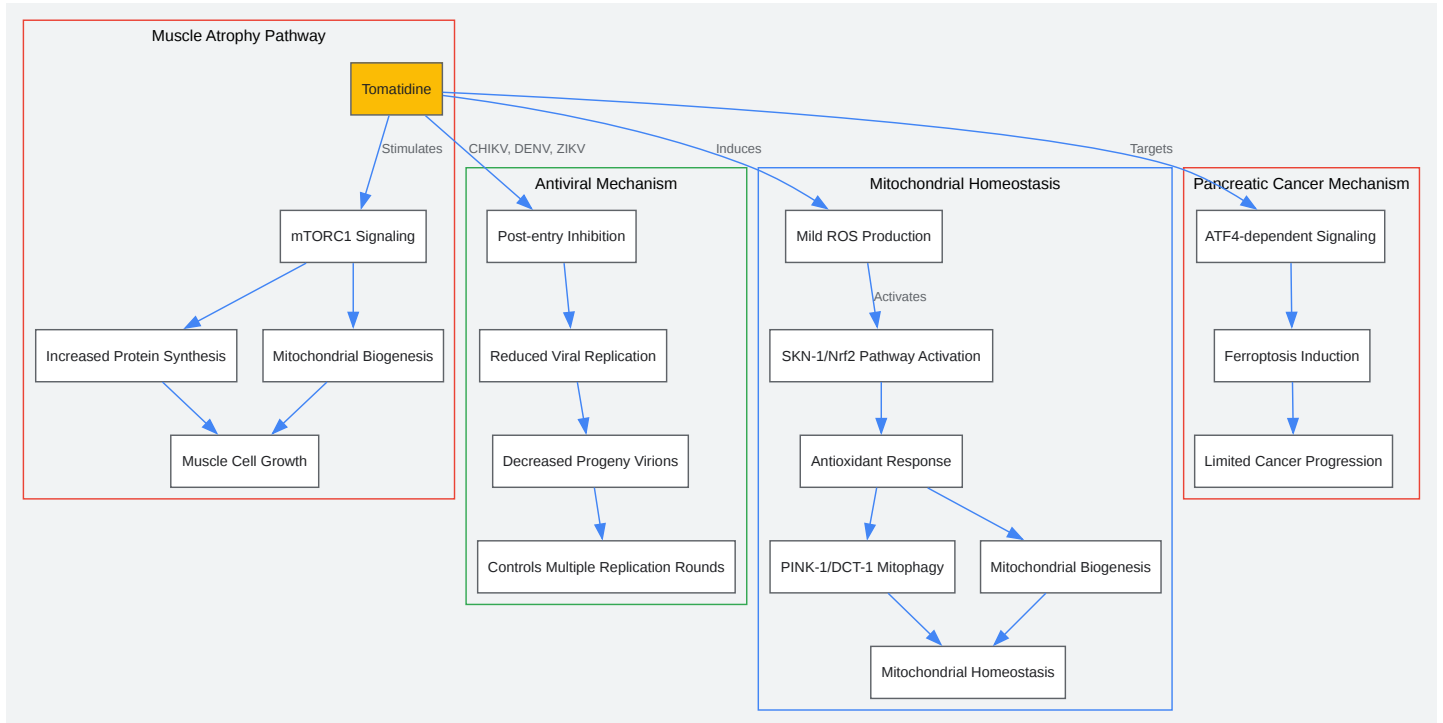 Muscle Atrophy Pathway
Tomatidine
Stimulates
CHIKV, DENV, ZIKV
Induces
Targets
mTORC1 Signaling
Increased Protein Synthesis
Mitochondrial Biogenesis
Muscle Cell Growth
Antiviral Mechanism
Post-entry Inhibition
Reduced Viral Replication
Decreased Progeny Virions
Controls Multiple Replication Rounds
Mitochondrial Homeostasis
Mild ROS Production
Activates
SKN-1/Nrf2 Pathway Activation
Antioxidant Response
PINK-1/DCT-1 Mitophagy
Mitochondrial Biogenesis
Mitochondrial Homeostasis
Pancreatic Cancer Mechanism
ATF4-dependent Signaling
Ferroptosis Induction
Limited Cancer Progression